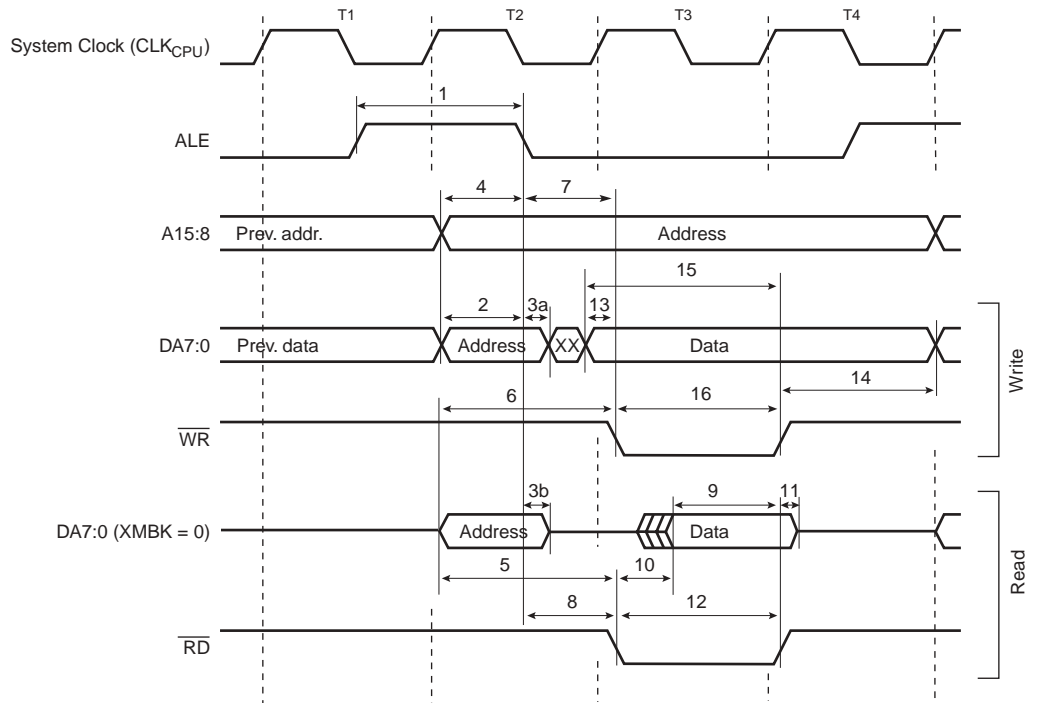 T1 T2 T3 T4
System Clock (CLKCPU)
1
ALE
4 7
A15:8 Prev. addr. Address
15
2 3a 13
DA7:0 Prev. data Address XX Data
14
6 16
WR
Write
3b 9 11
DA7:0 (XMBK = 0) Address Data
5 10
8 12
RD
Read